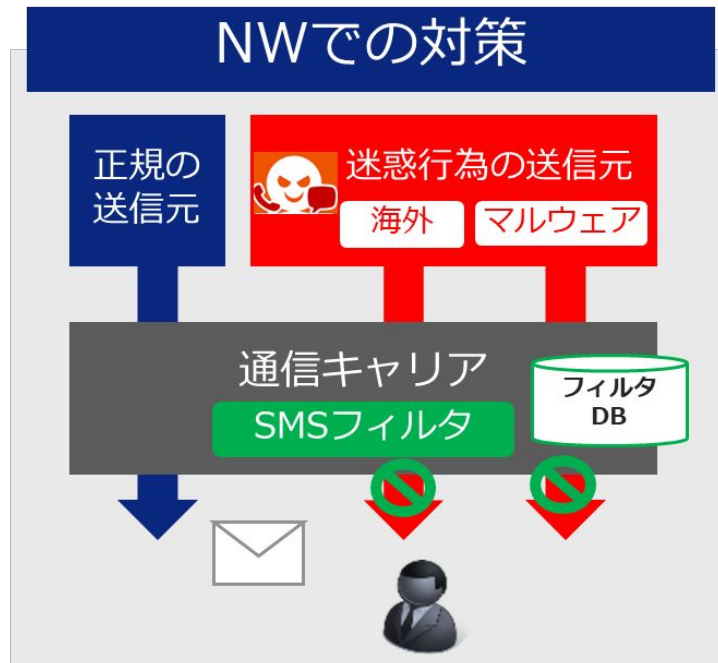 NWでの対策
正規の
送信元
迷惑行為の送信元
海外
マルウェア
通信キャリア
SMSフィルタ
フィルタ
DB